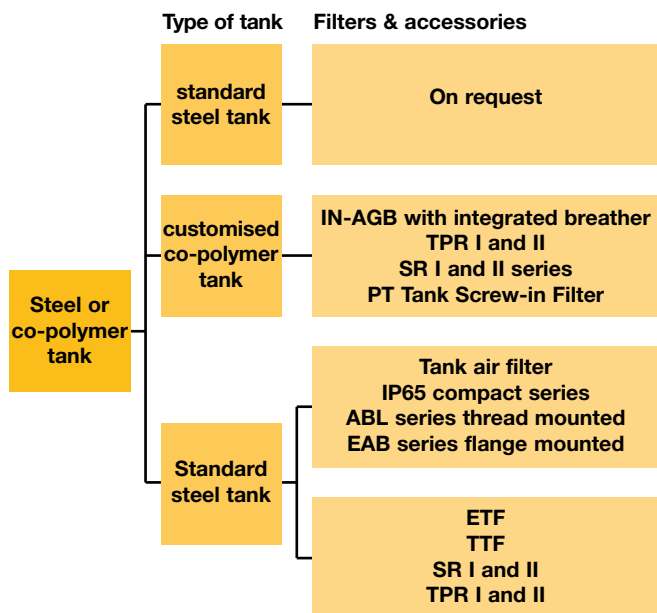 Type of tank
Filters & accessories
Steel or
co-polymer
tank
standard
steel tank
On request
customised
co-polymer
tank
IN-AGB with integrated breather
TPR I and II
SR I and II series
PT Tank Screw-in Filter
Standard
steel tank
Tank air filter
IP65 compact series
ABL series thread mounted
EAB series flange mounted
ETF
TTF
SR I and II
TPR I and II